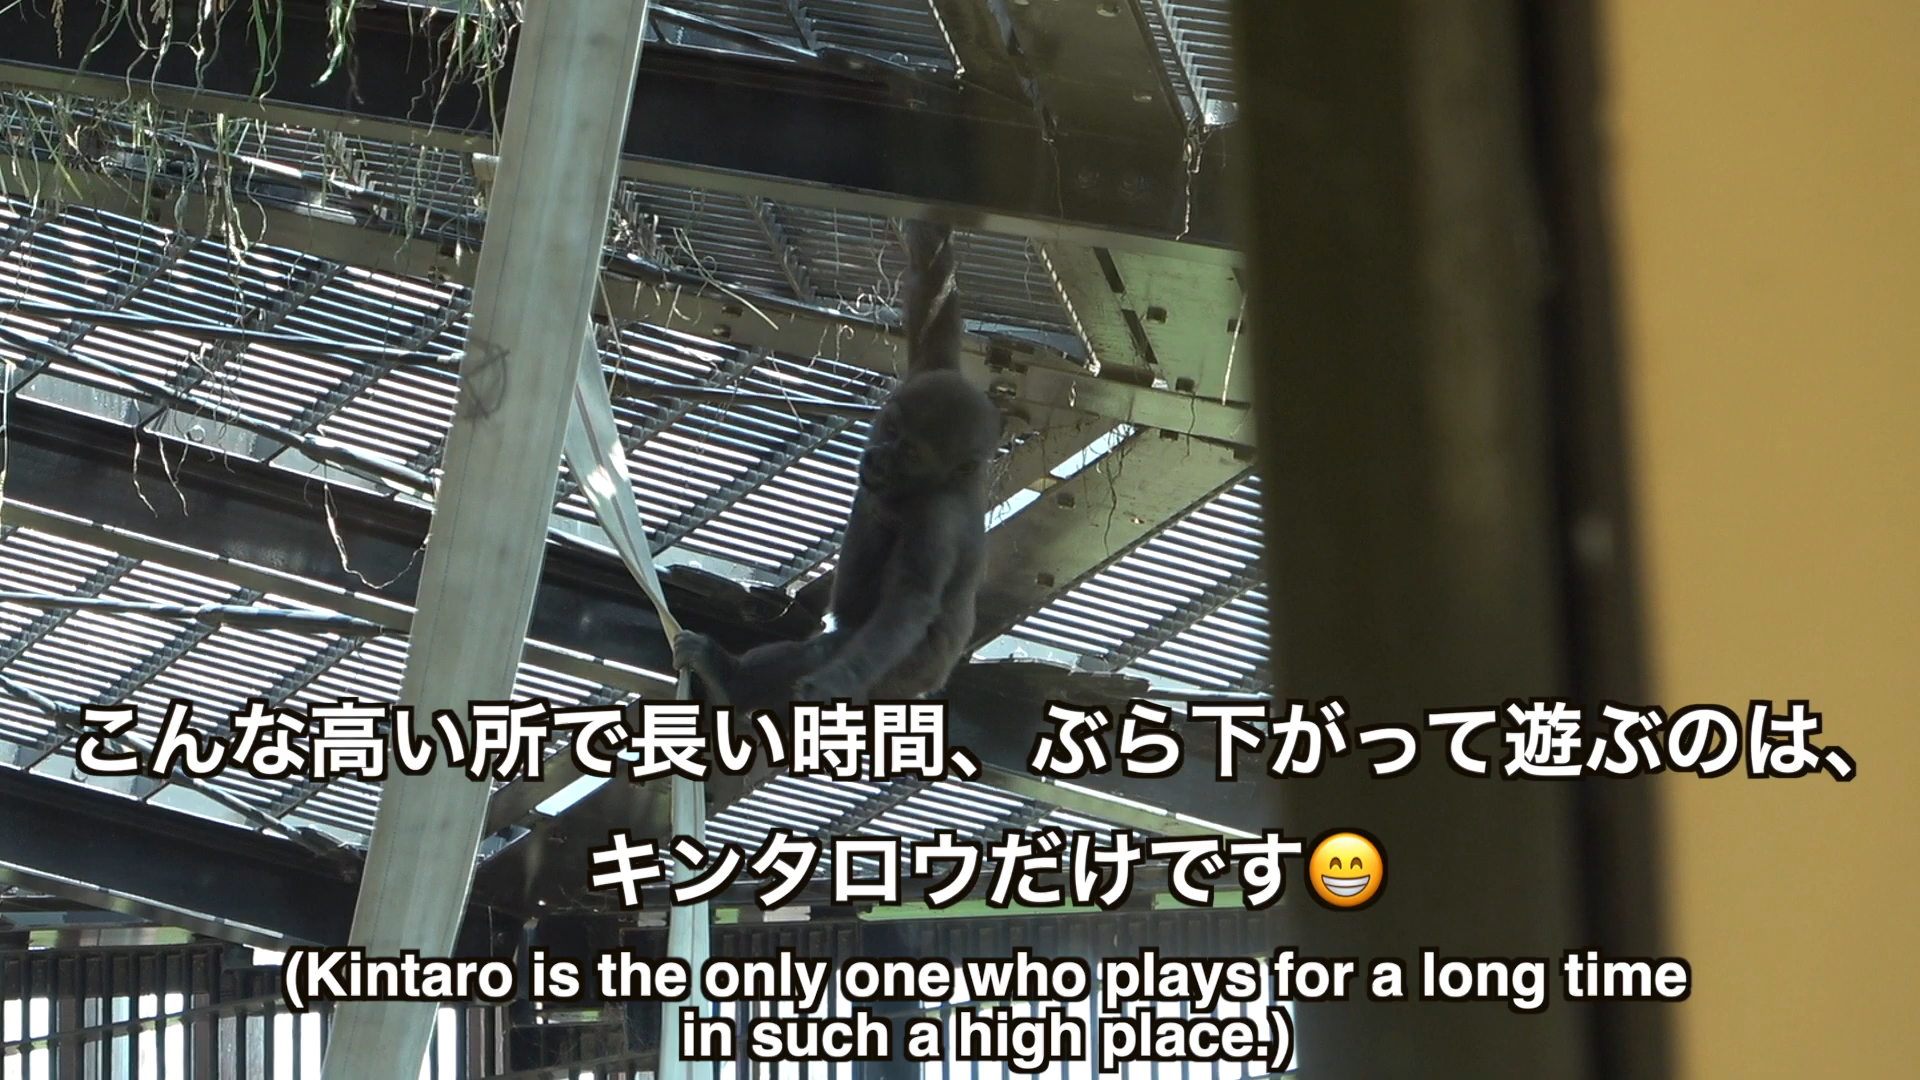 こんな高い所で長い時間、ぶら下がって遊ぶのは、
キンタロウだけです😁
(Kintaro is the only one who plays for a long time
in such a high place.)